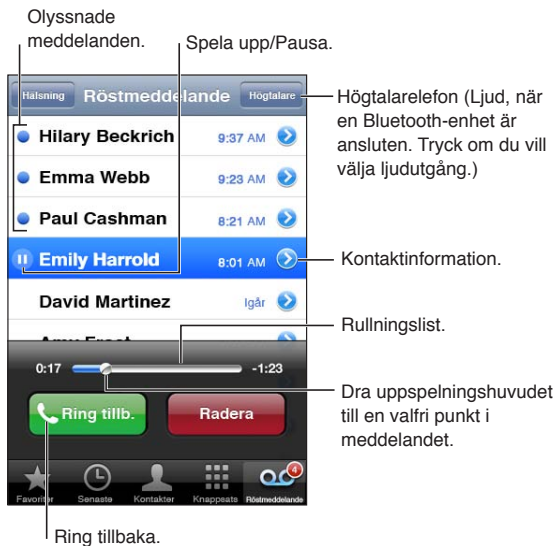 Olyssnade
meddelanden.
Spela upp/Pausa.
Hälsning
Röstmeddelande
Högtalare
Högtalarelefon (Ljud, när
en Bluetooth-enhet är
ansluten. Tryck om du vill
välja ljudutgång.)
Hilary Beckrich 9:37 AM
Emma Webb 9:23 AM
Paul Cashman 8:21 AM
Emily Harrold 8:01 AM
Kontaktinformation.
David Martinez Igår
Rullningslist.
0:17 -1:23
Ring tillb.
Radera
Dra uppspelningshuvudet
till en valfri punkt i
meddelandet.
4
Favoriter Senaste Kontakter Knappsats Röstmeddelande
Ring tillbaka.